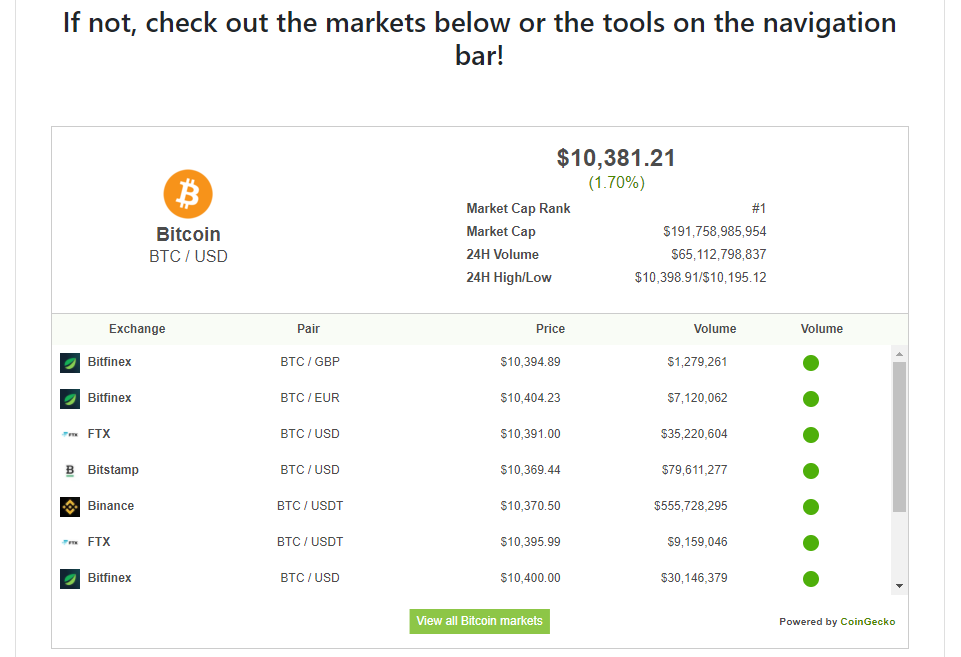 If not, check out the markets below or the tools on the navigation
bar!
Bitcoin
BTC / USD
$10,381.21
(1.70%)
Market Cap Rank #1
Market Cap $191,758,985,954
24H Volume $65,112,798,837
24H High/Low $10,398.91/$10,195.12
Exchange Pair Price Volume Volume
Bitfinex BTC / GBP $10,394.89 $1,279,261
Bitfinex BTC / EUR $10,404.23 $7,120,062
FTX BTC / USD $10,391.00 $35,220,604
Bitstamp BTC / USD $10,369.44 $79,611,277
Binance BTC / USDT $10,370.50 $555,728,295
FTX BTC / USDT $10,395.99 $9,159,046
Bitfinex BTC / USD $10,400.00 $30,146,379
View all Bitcoin markets
Powered by CoinGecko